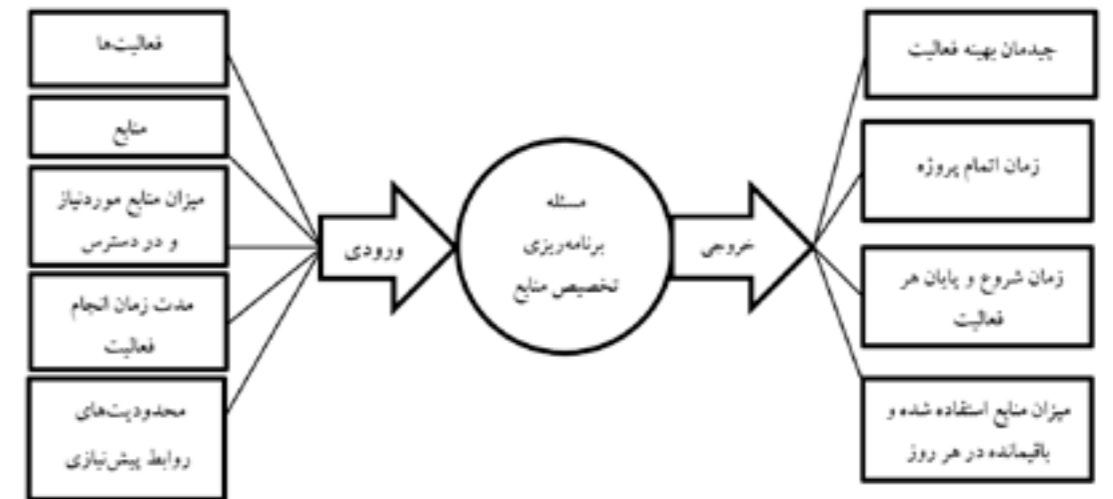 فعالیت‌ها
منابع
میزان منابع موردنیاز
و در دسترس
مدت زمان انجام
فعالیت
محدودیت‌های
روابط پیش‌نیازی
ورودی
مسئله
برنامه‌ریزی
تخصیص منابع
خروجی
چیدمان بهینه فعالیت
زمان اتمام پروژه
زمان شروع و پایان هر
فعالیت
میزان منابع استفاده شده و
باقیمانده در هر روز